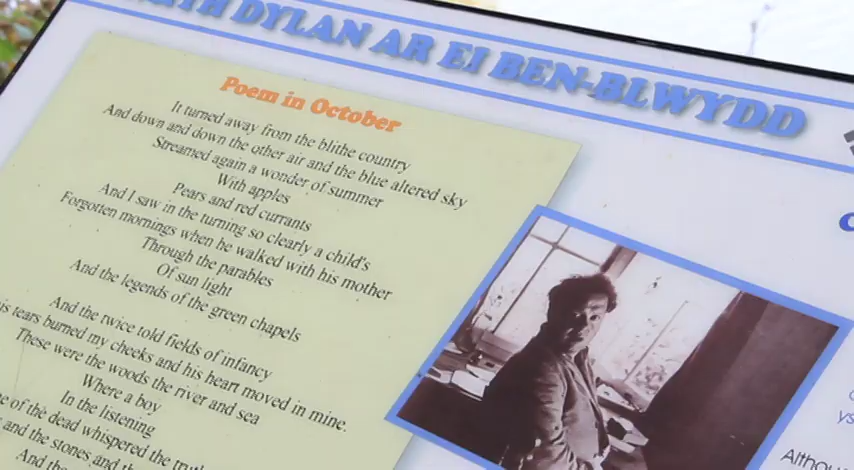 DYLAN AR EI BEN-BLWYDD
Poem in October
It turned away from the blithe country
And down and down the other air and the blue altered sky
Streamed again a wonder of summer
With apples
Pears and red currants
And I saw in the turning so clearly a child's
Forgotten mornings when he walked with his mother
Through the parables
Of sun light
And the legends of the green chapels
And the twice told fields of infancy
tears burned my cheeks and his heart moved in mine.
These were the woods the river and sea
Where a boy
In the listening
of the dead whispered the
and the stones and
And the